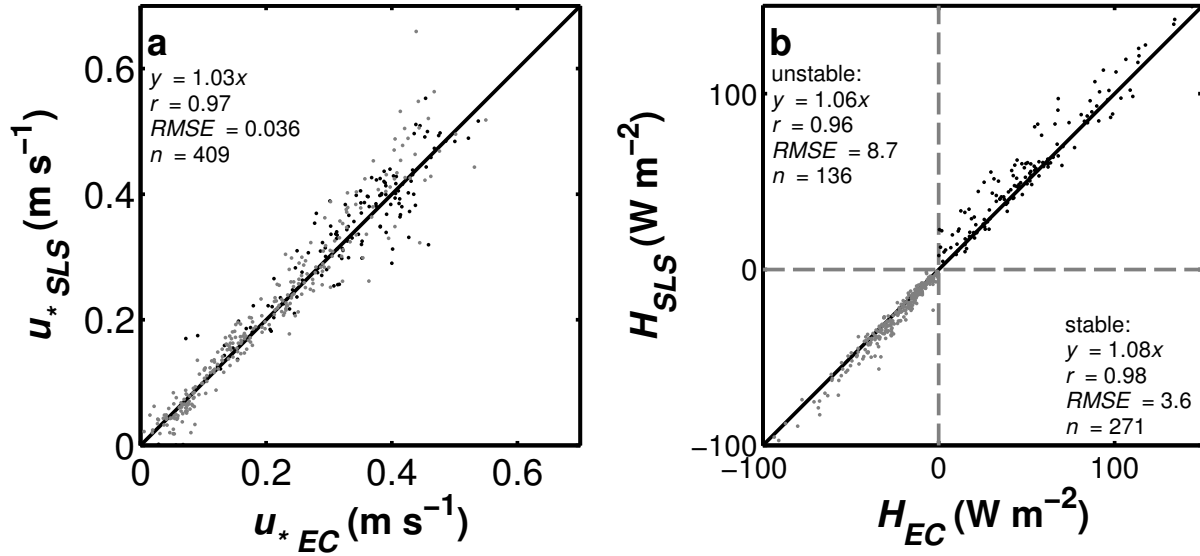 a
y = 1.03x
r = 0.97
RMSE = 0.036
n = 409
0.6
0.4
0.2
0
0
0.2
0.4
0.6
u* SLS (m s−1)
u* EC (m s−1)
b
unstable:
y = 1.06x
r = 0.96
RMSE = 8.7
n = 136
stable:
y = 1.08x
r = 0.98
RMSE = 3.6
n = 271
100
0
−100
−100
0
100
HSLS (W m−2)
HEC (W m−2)